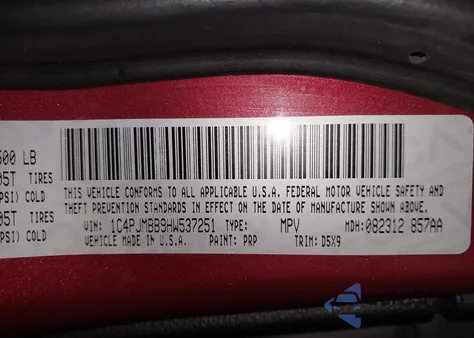 500 LB
05T TIRES
PSI) COLD
05T TIRES
PSI) COLD
THIS VEHICLE CONFORMS TO ALL APPLICABLE U.S.A. FEDERAL MOTOR VEHICLE SAFETY AND
THEFT PREVENTION STANDARDS IN EFFECT ON THE DATE OF MANUFACTURE SHOWN ABOVE.
VIN: 1C4PJMBB9HW537251 TYPE: MPV MDH: 082312 857AA
VEHICLE MADE IN U.S.A. PAINT: PRP TRIM: D5X9